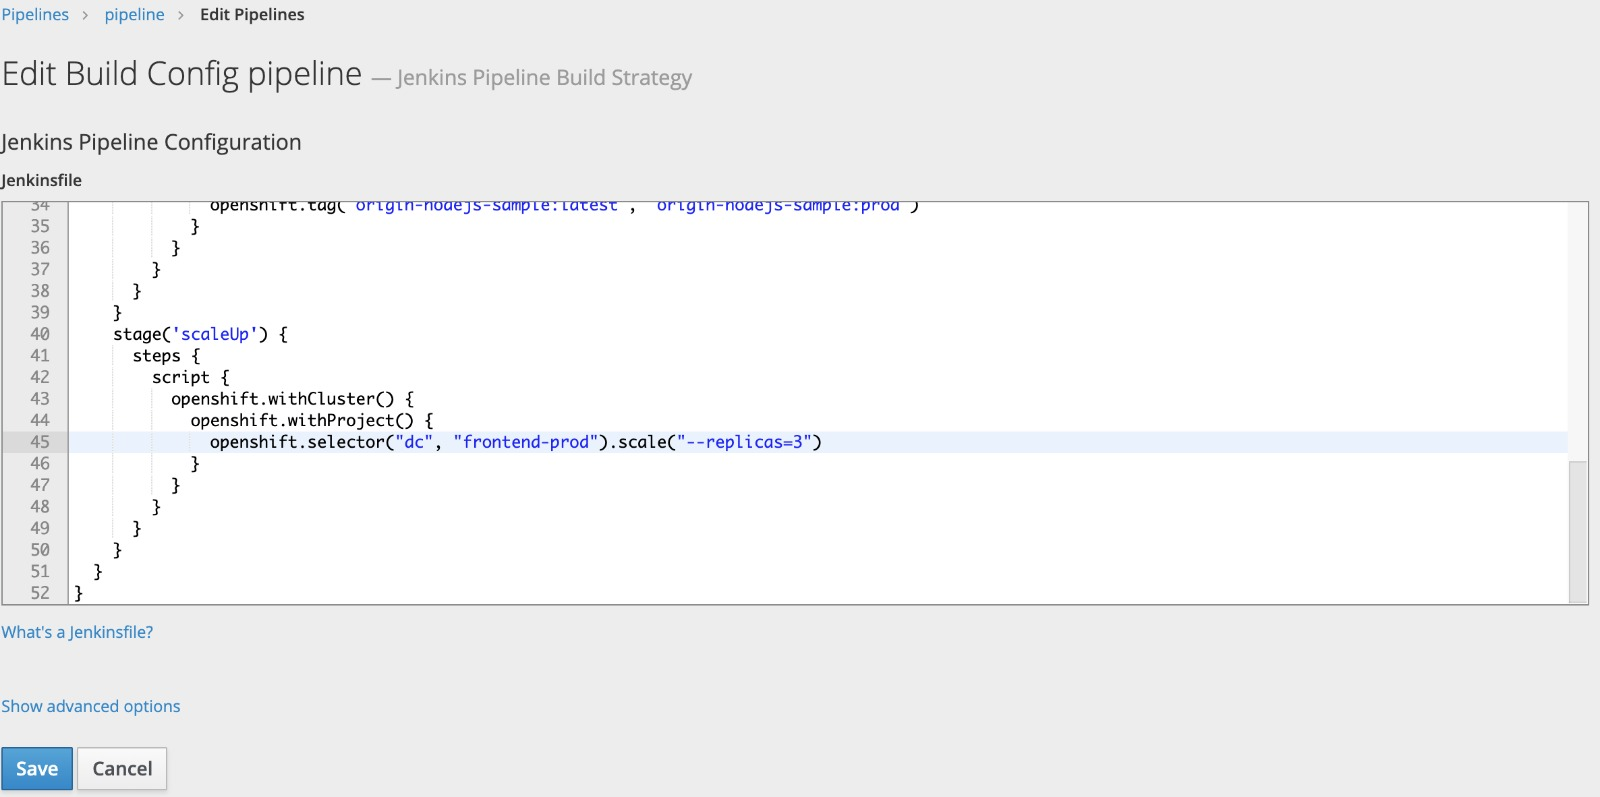 Pipelines > pipeline > Edit Pipelines
Edit Build Config pipeline — Jenkins Pipeline Build Strategy
Jenkins Pipeline Configuration
Jenkinsfile
34 openshift.tag("origin-nodejs-sample:latest", "origin-nodejs-sample:prod")
35 }
36 }
37 }
38 }
39 }
40 stage('scaleUp') {
41 steps {
42 script {
43 openshift.withCluster() {
44 openshift.withProject() {
45 openshift.selector("dc", "frontend-prod").scale("--replicas=3")
46 }
47 }
48 }
49 }
50 }
51 }
52 }
What's a Jenkinsfile?
Show advanced options
Save Cancel